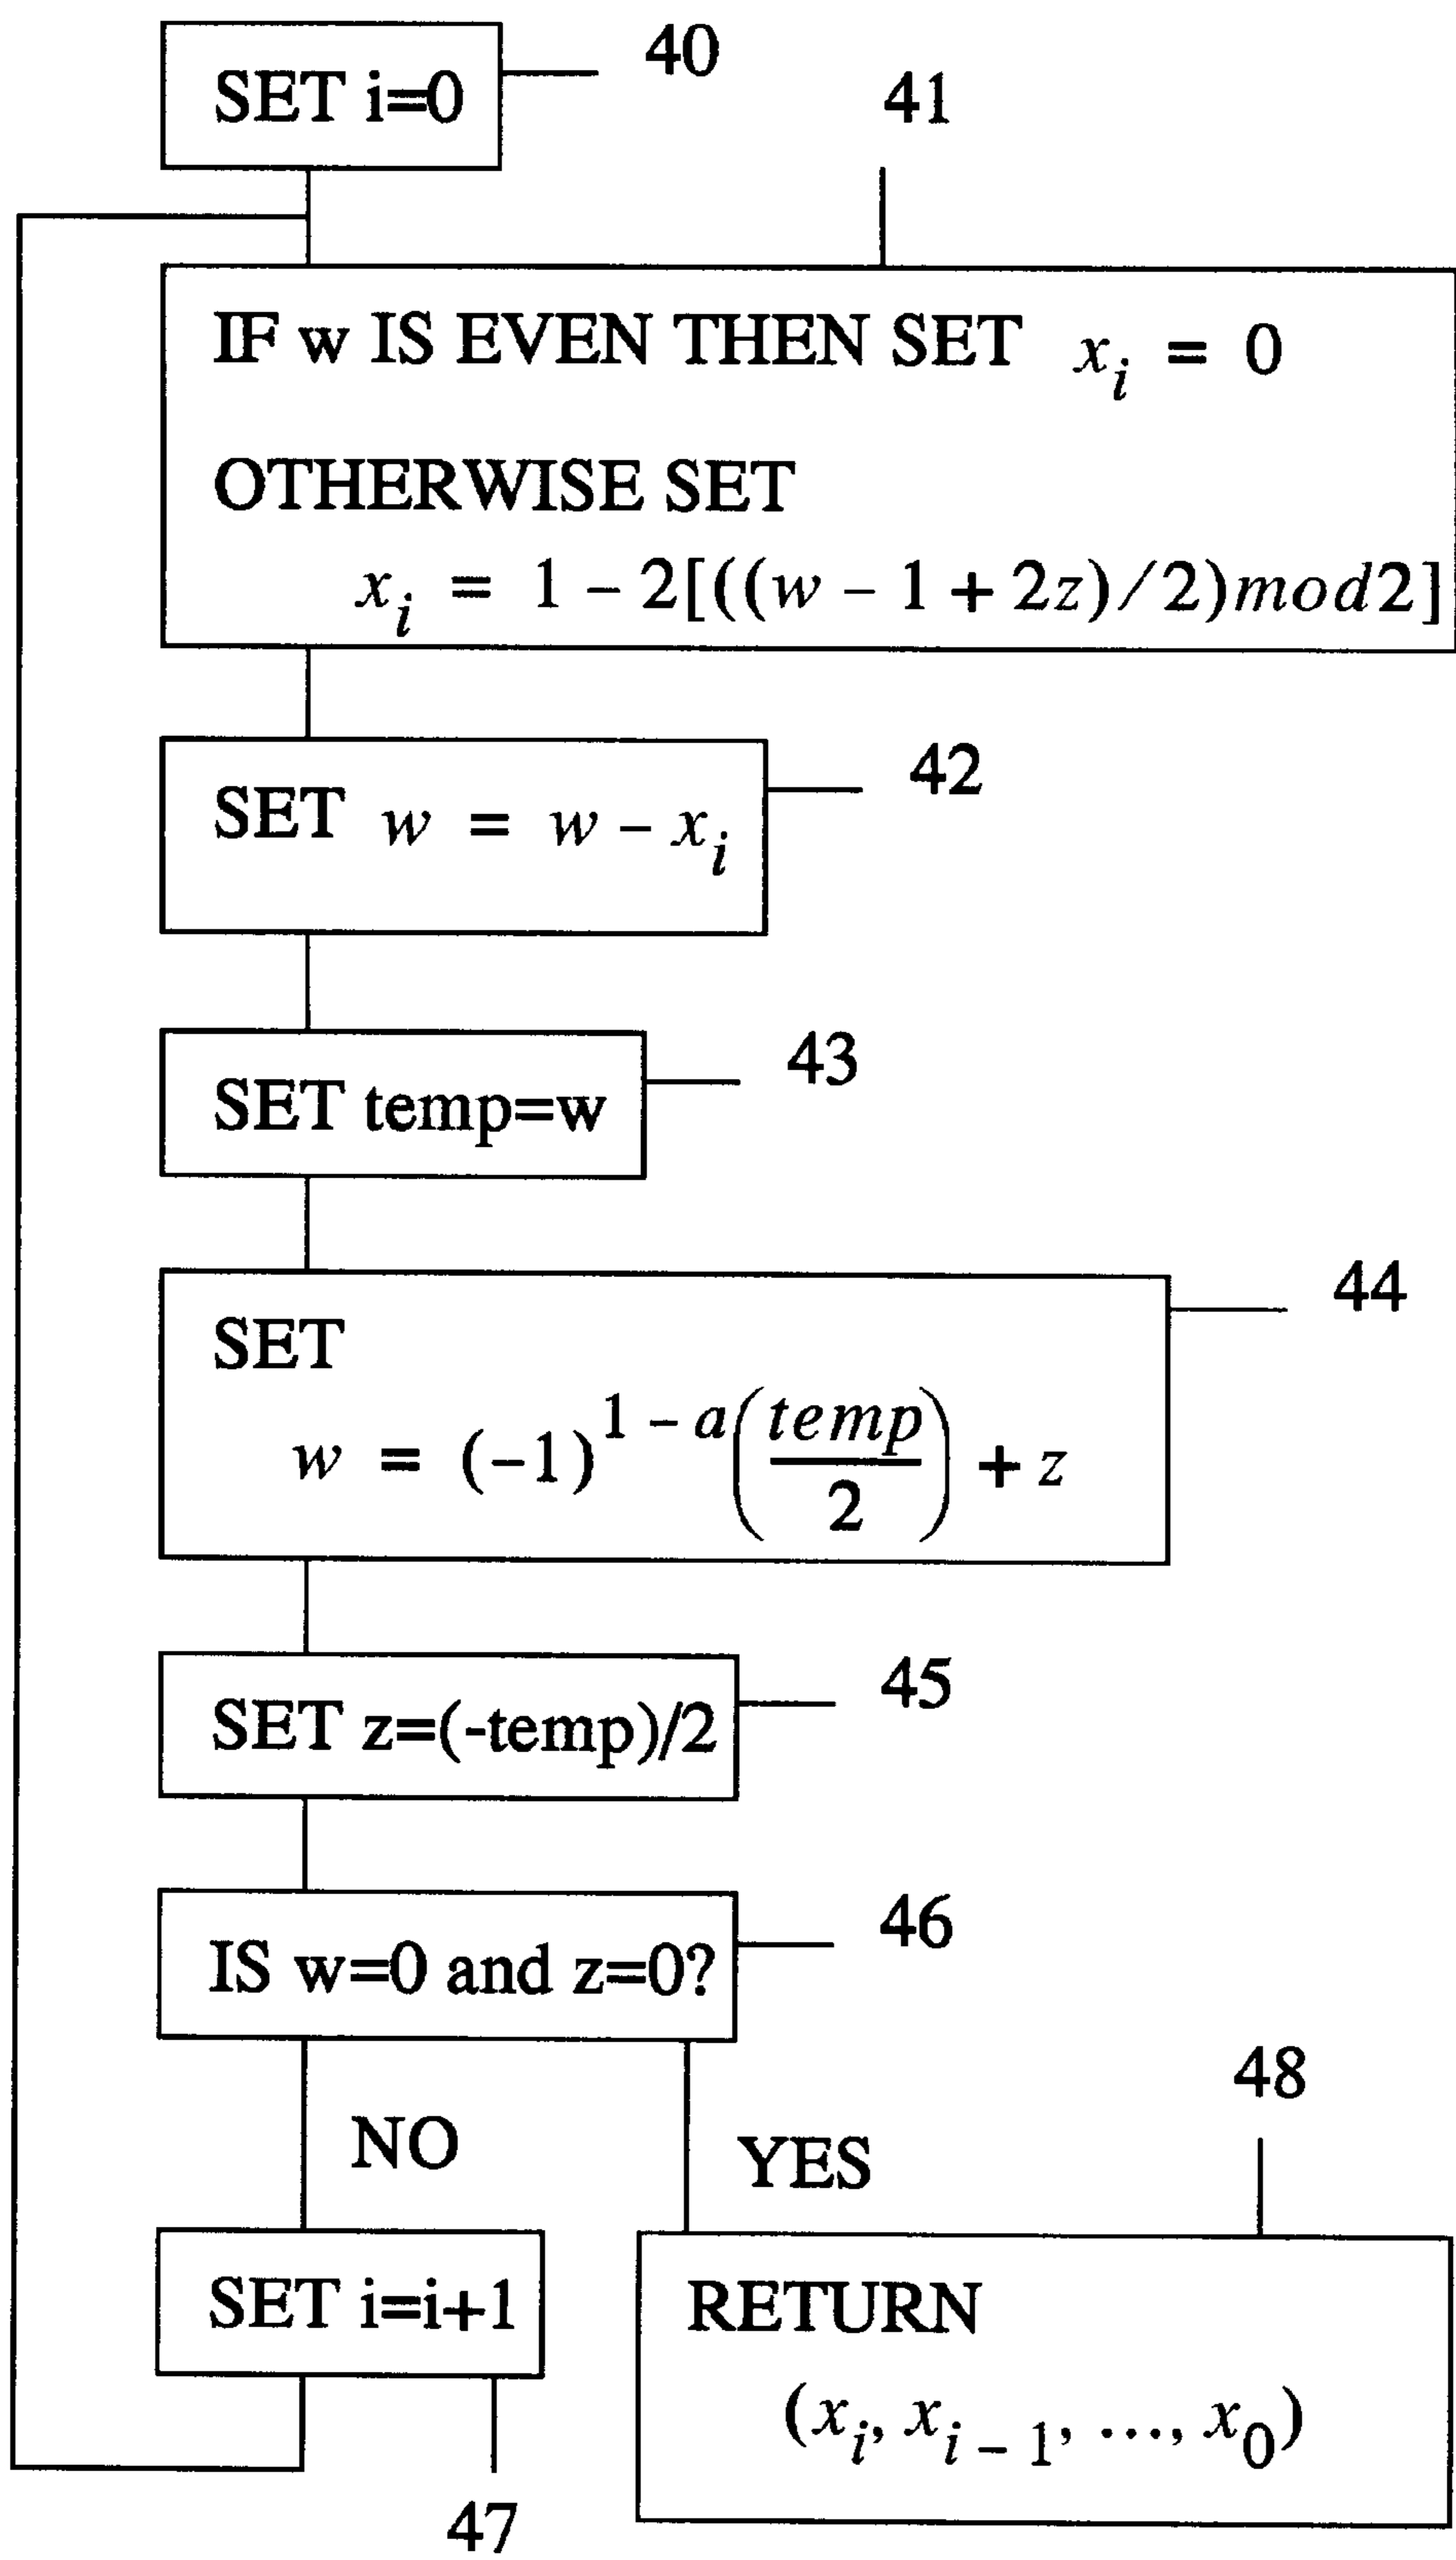 SET i=0
40
41
IF w IS EVEN THEN SET x_i = 0
OTHERWISE SET
x_i = 1 - 2[((w - 1 + 2z)/2)mod2]
SET w = w - x_i
42
SET temp=w
43
SET
44
w = (-1)^{1 - a}(temp/2) + z
SET z=(-temp)/2
45
IS w=0 and z=0?
46
NO
YES
48
SET i=i+1
RETURN
(x_i, x_{i - 1}, ..., x_0)
47